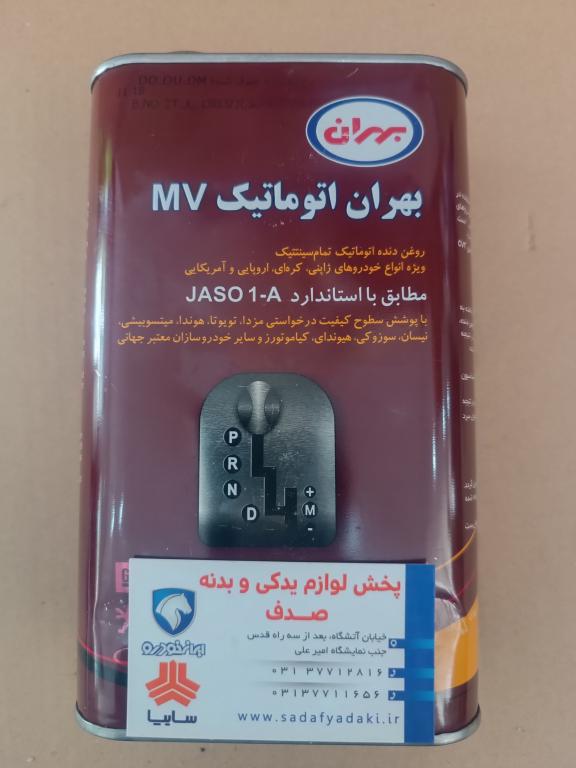 بهران
بهران اتوماتیک MV
روغن دنده اتوماتیک تمام‌سینتتیک
ویژه انواع خودروهای ژاپنی، کره‌ای، اروپایی و آمریکایی
مطابق با استاندارد JASO 1-A
با پوشش سطوح کیفیت درخواستی مزدا، تویوتا، هوندا، میتسوبیشی،
نیسان، سوزوکی، هیوندای، کیاموتورز و سایر خودروسازان معتبر جهانی
P
R
N
D
+
M
-
پخش لوازم یدکی و بدنه
صدف
خیابان آتشگاه، بعد از سه راه قدس
جنب نمایشگاه امیر علی
۰۳۱ ۳۷۷۱۲۸۱۶
۰۳۱۳۷۷۱۱۶۵۶
www.sadafyadaki.ir
ایران‌خودرو
سایپا